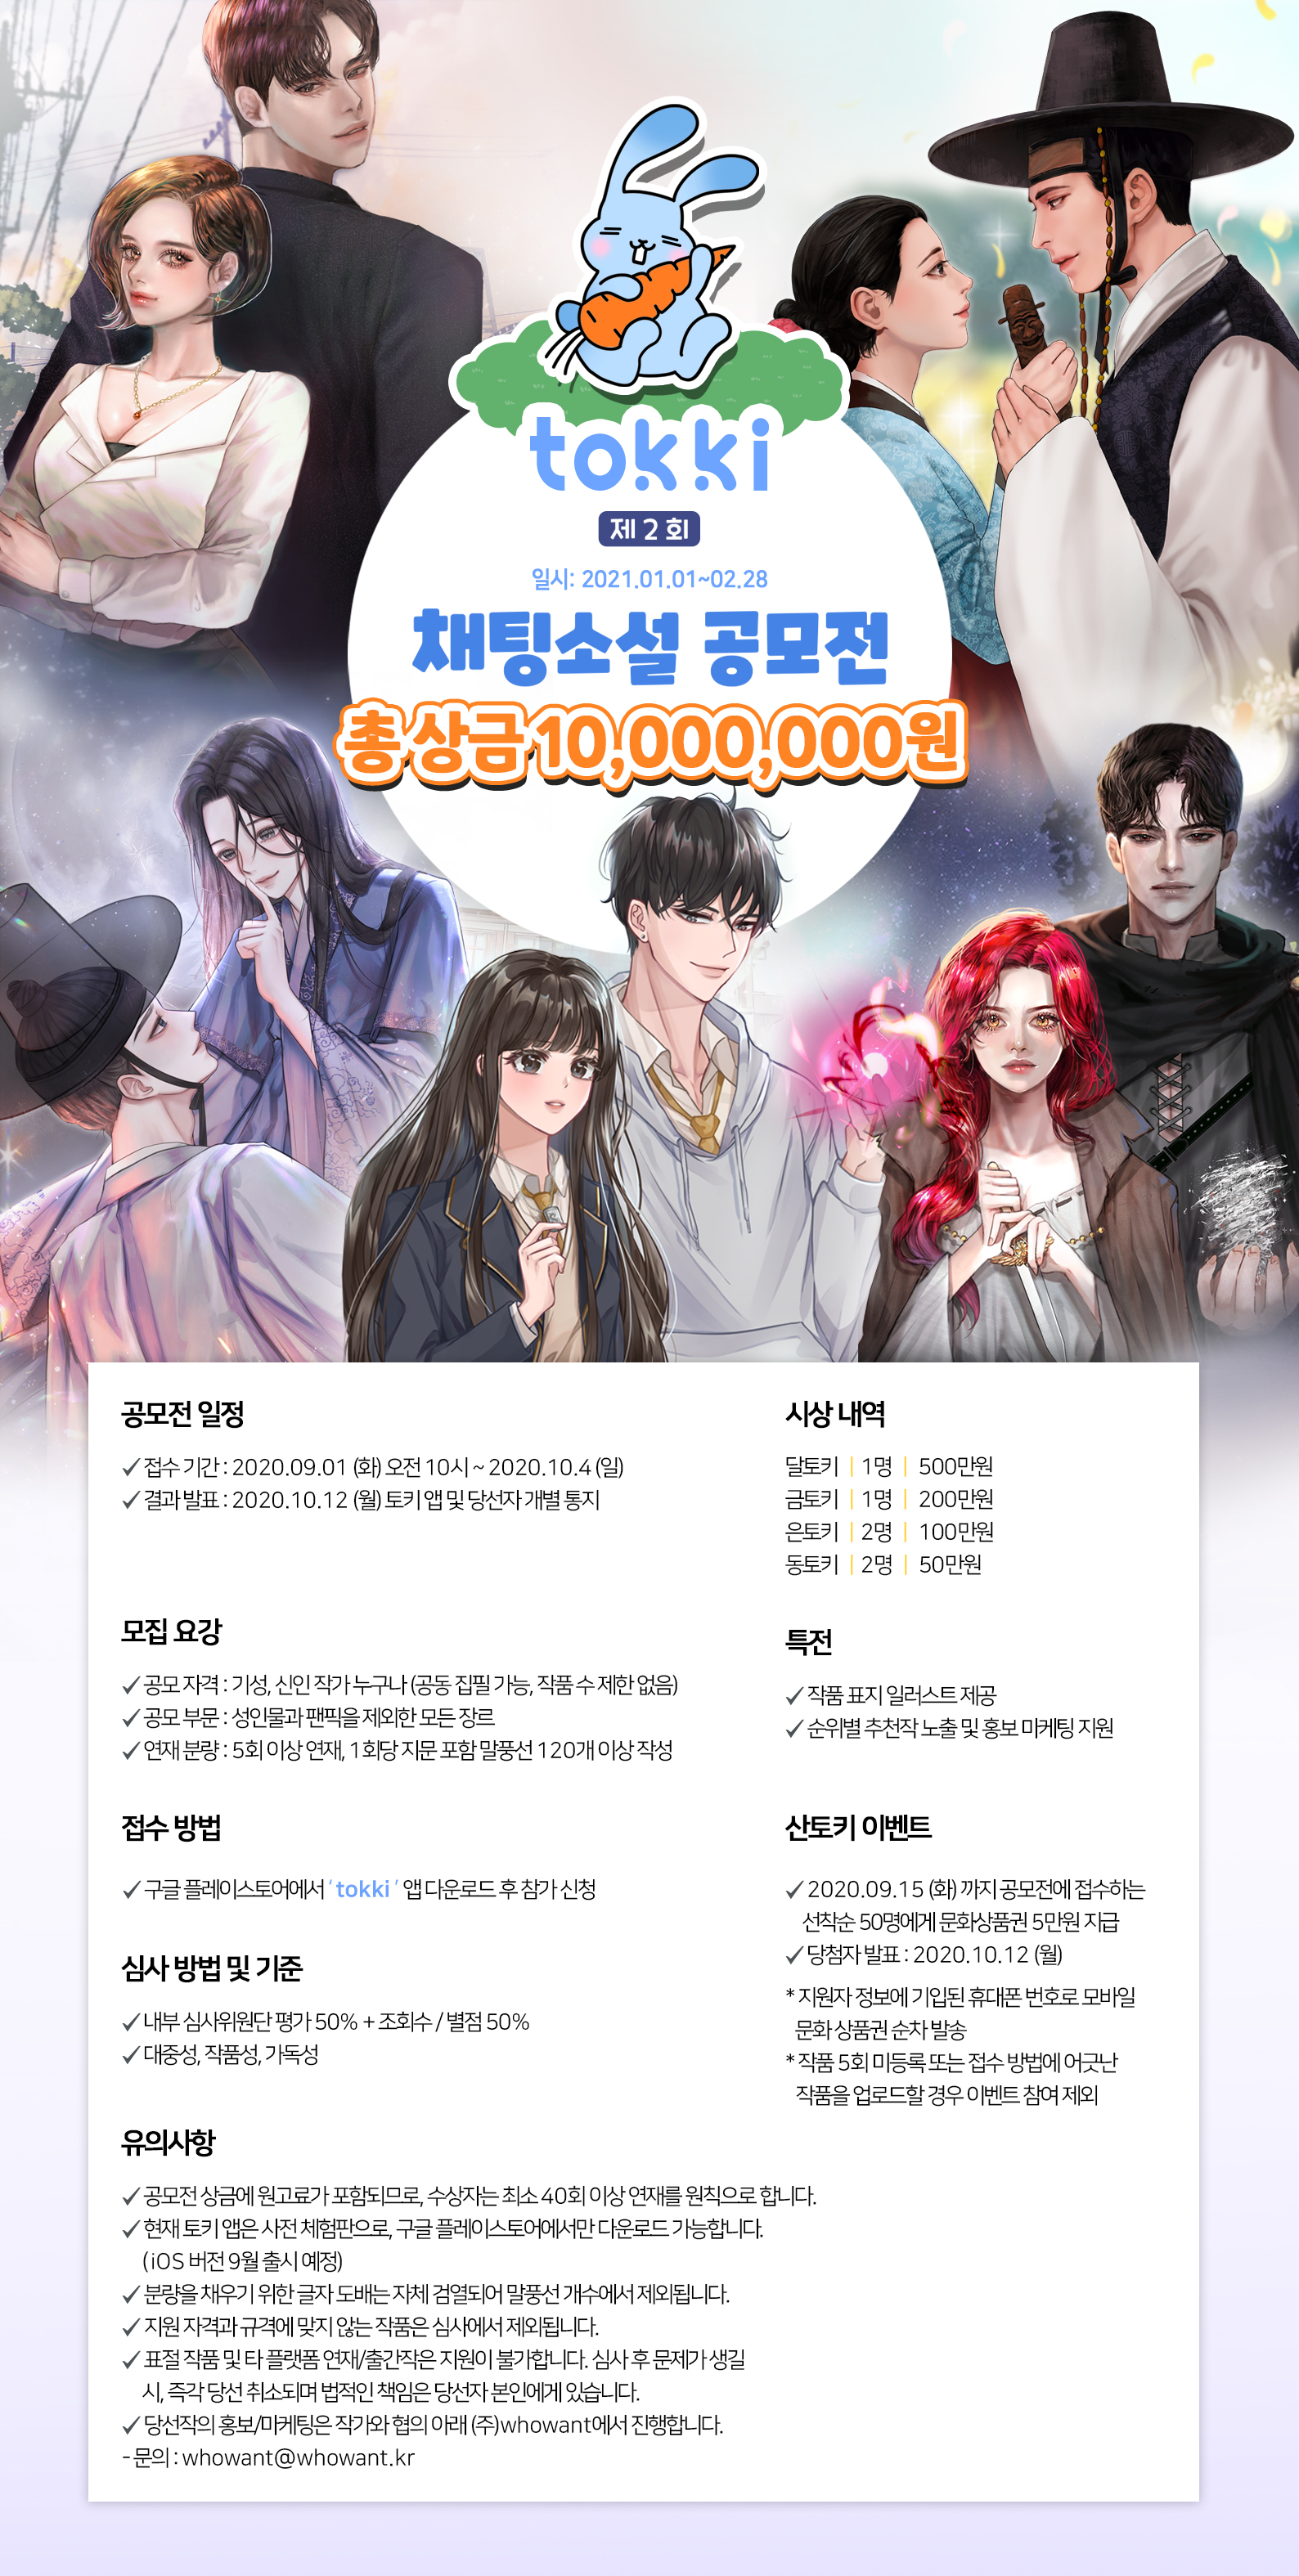 tokki
제 2 회
일시: 2021.01.01~02.28
채팅소설 공모전
총 상금 10,000,000원
공모전 일정
✓ 접수 기간 : 2020.09.01 (화) 오전 10시 ~ 2020.10.4 (일)
✓ 결과 발표 : 2020.10.12 (월) 토키 앱 및 당선자 개별 통지
시상 내역
달토키 | 1명 | 500만원
금토키 | 1명 | 200만원
은토키 | 2명 | 100만원
동토키 | 2명 | 50만원
모집 요강
✓ 공모 자격 : 기성, 신인 작가 누구나 (공동 집필 가능, 작품 수 제한 없음)
✓ 공모 부문 : 성인물과 팬픽을 제외한 모든 장르
✓ 연재 분량 : 5회 이상 연재, 1회당 지문 포함 말풍선 120개 이상 작성
특전
✓ 작품 표지 일러스트 제공
✓ 순위별 추천작 노출 및 홍보 마케팅 지원
접수 방법
✓ 구글 플레이스토어에서 ‘ tokki ’ 앱 다운로드 후 참가 신청
심사 방법 및 기준
✓ 내부 심사위원단 평가 50% + 조회수 / 별점 50%
✓ 대중성, 작품성, 가독성
산토키 이벤트
✓ 2020.09.15 (화) 까지 공모전에 접수하는
선착순 50명에게 문화상품권 5만원 지급
✓ 당첨자 발표 : 2020.10.12 (월)
* 지원자 정보에 기입된 휴대폰 번호로 모바일
문화 상품권 순차 발송
* 작품 5회 미등록 또는 접수 방법에 어긋난
작품을 업로드할 경우 이벤트 참여 제외
유의사항
✓ 공모전 상금에 원고료가 포함되므로, 수상자는 최소 40회 이상 연재를 원칙으로 합니다.
✓ 현재 토키 앱은 사전 체험판으로, 구글 플레이스토어에서만 다운로드 가능합니다.
( iOS 버전 9월 출시 예정)
✓ 분량을 채우기 위한 글자 도배는 자체 검열되어 말풍선 개수에서 제외됩니다.
✓ 지원 자격과 규격에 맞지 않는 작품은 심사에서 제외됩니다.
✓ 표절 작품 및 타 플랫폼 연재/출간작은 지원이 불가합니다. 심사 후 문제가 생길
시, 즉각 당선 취소되며 법적인 책임은 당선자 본인에게 있습니다.
✓ 당선작의 홍보/마케팅은 작가와 협의 아래 (주)whowant에서 진행합니다.
- 문의 : whowant@whowant.kr